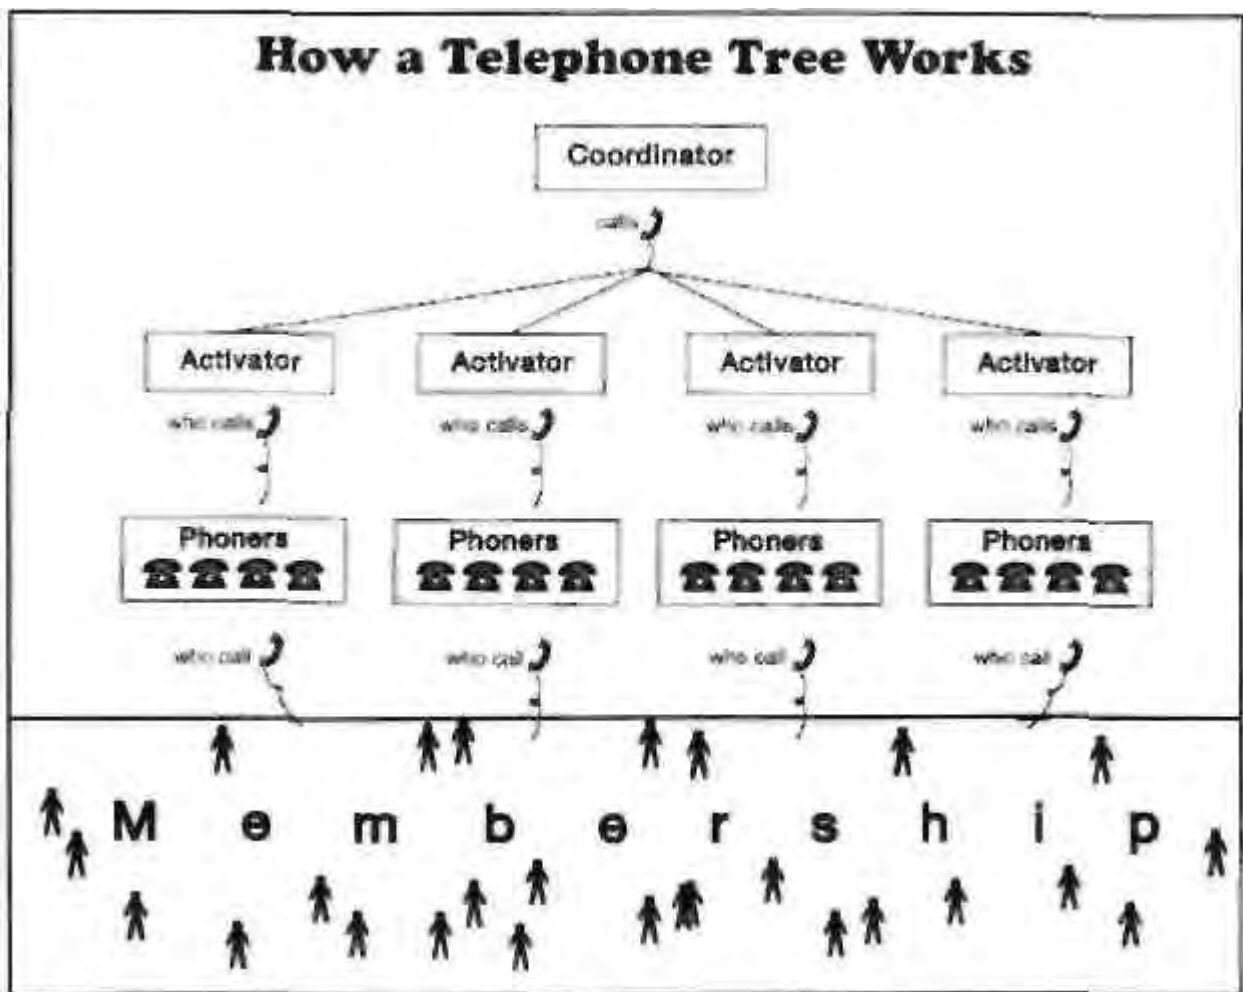 How a Telephone Tree Works
Coordinator
calls
Activator Activator Activator Activator
who calls who calls who calls who calls
Phoners Phoners Phoners Phoners
who call who call who call who call
M e m b e r s h i p